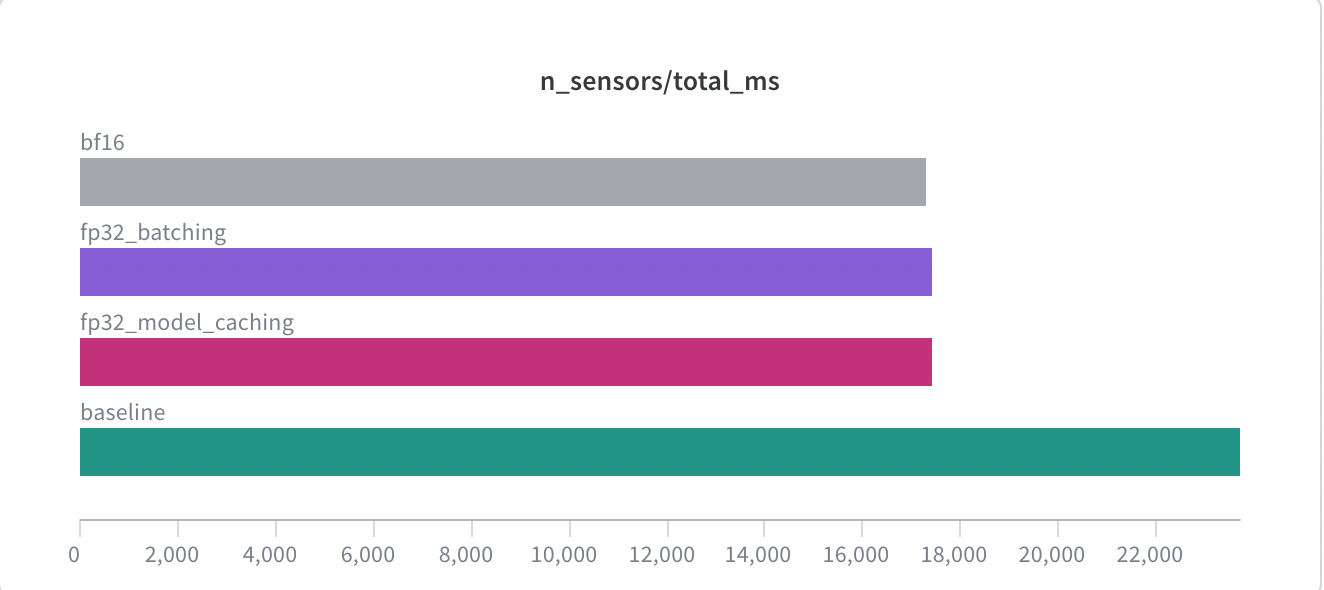 n_sensors/total_ms
bf16
fp32_batching
fp32_model_caching
baseline
0 2,000 4,000 6,000 8,000 10,000 12,000 14,000 16,000 18,000 20,000 22,000